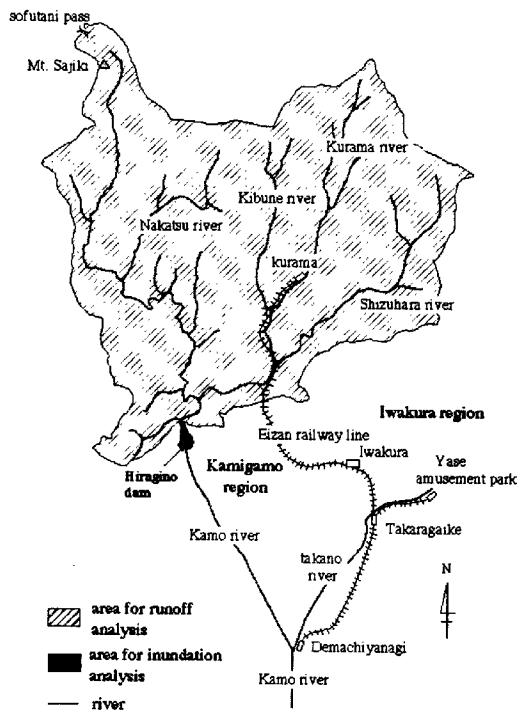 sofutani pass
Mt. Sajiki
Kurama river
Kibune river
Nakatsu river
kurama
Shizuhara river
Iwakura region
Eizan railway line
Iwakura
Kamigamo
region
Hiragino
dam
Yase
amusement park
Kamo river
Takaragaike
takano
river
N
area for runoff
analysis
Demachiyanagi
area for inundation
analysis
Kamo river
river